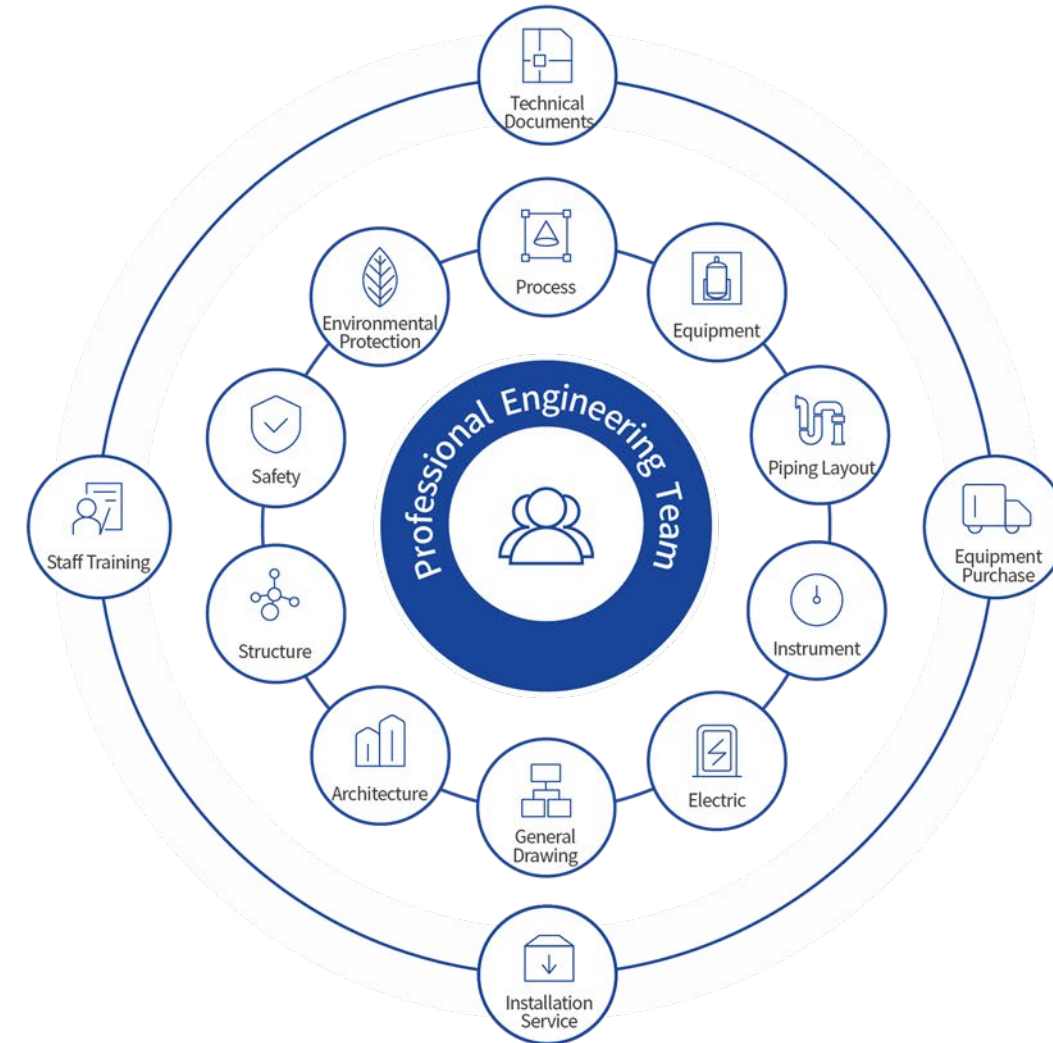 Technical
Documents
Process
Environmental
Protection
Equipment
Safety
Professional Engineering Team
Piping Layout
Staff Training
Equipment
Purchase
Structure
Instrument
Architecture
Electric
General
Drawing
Installation
Service